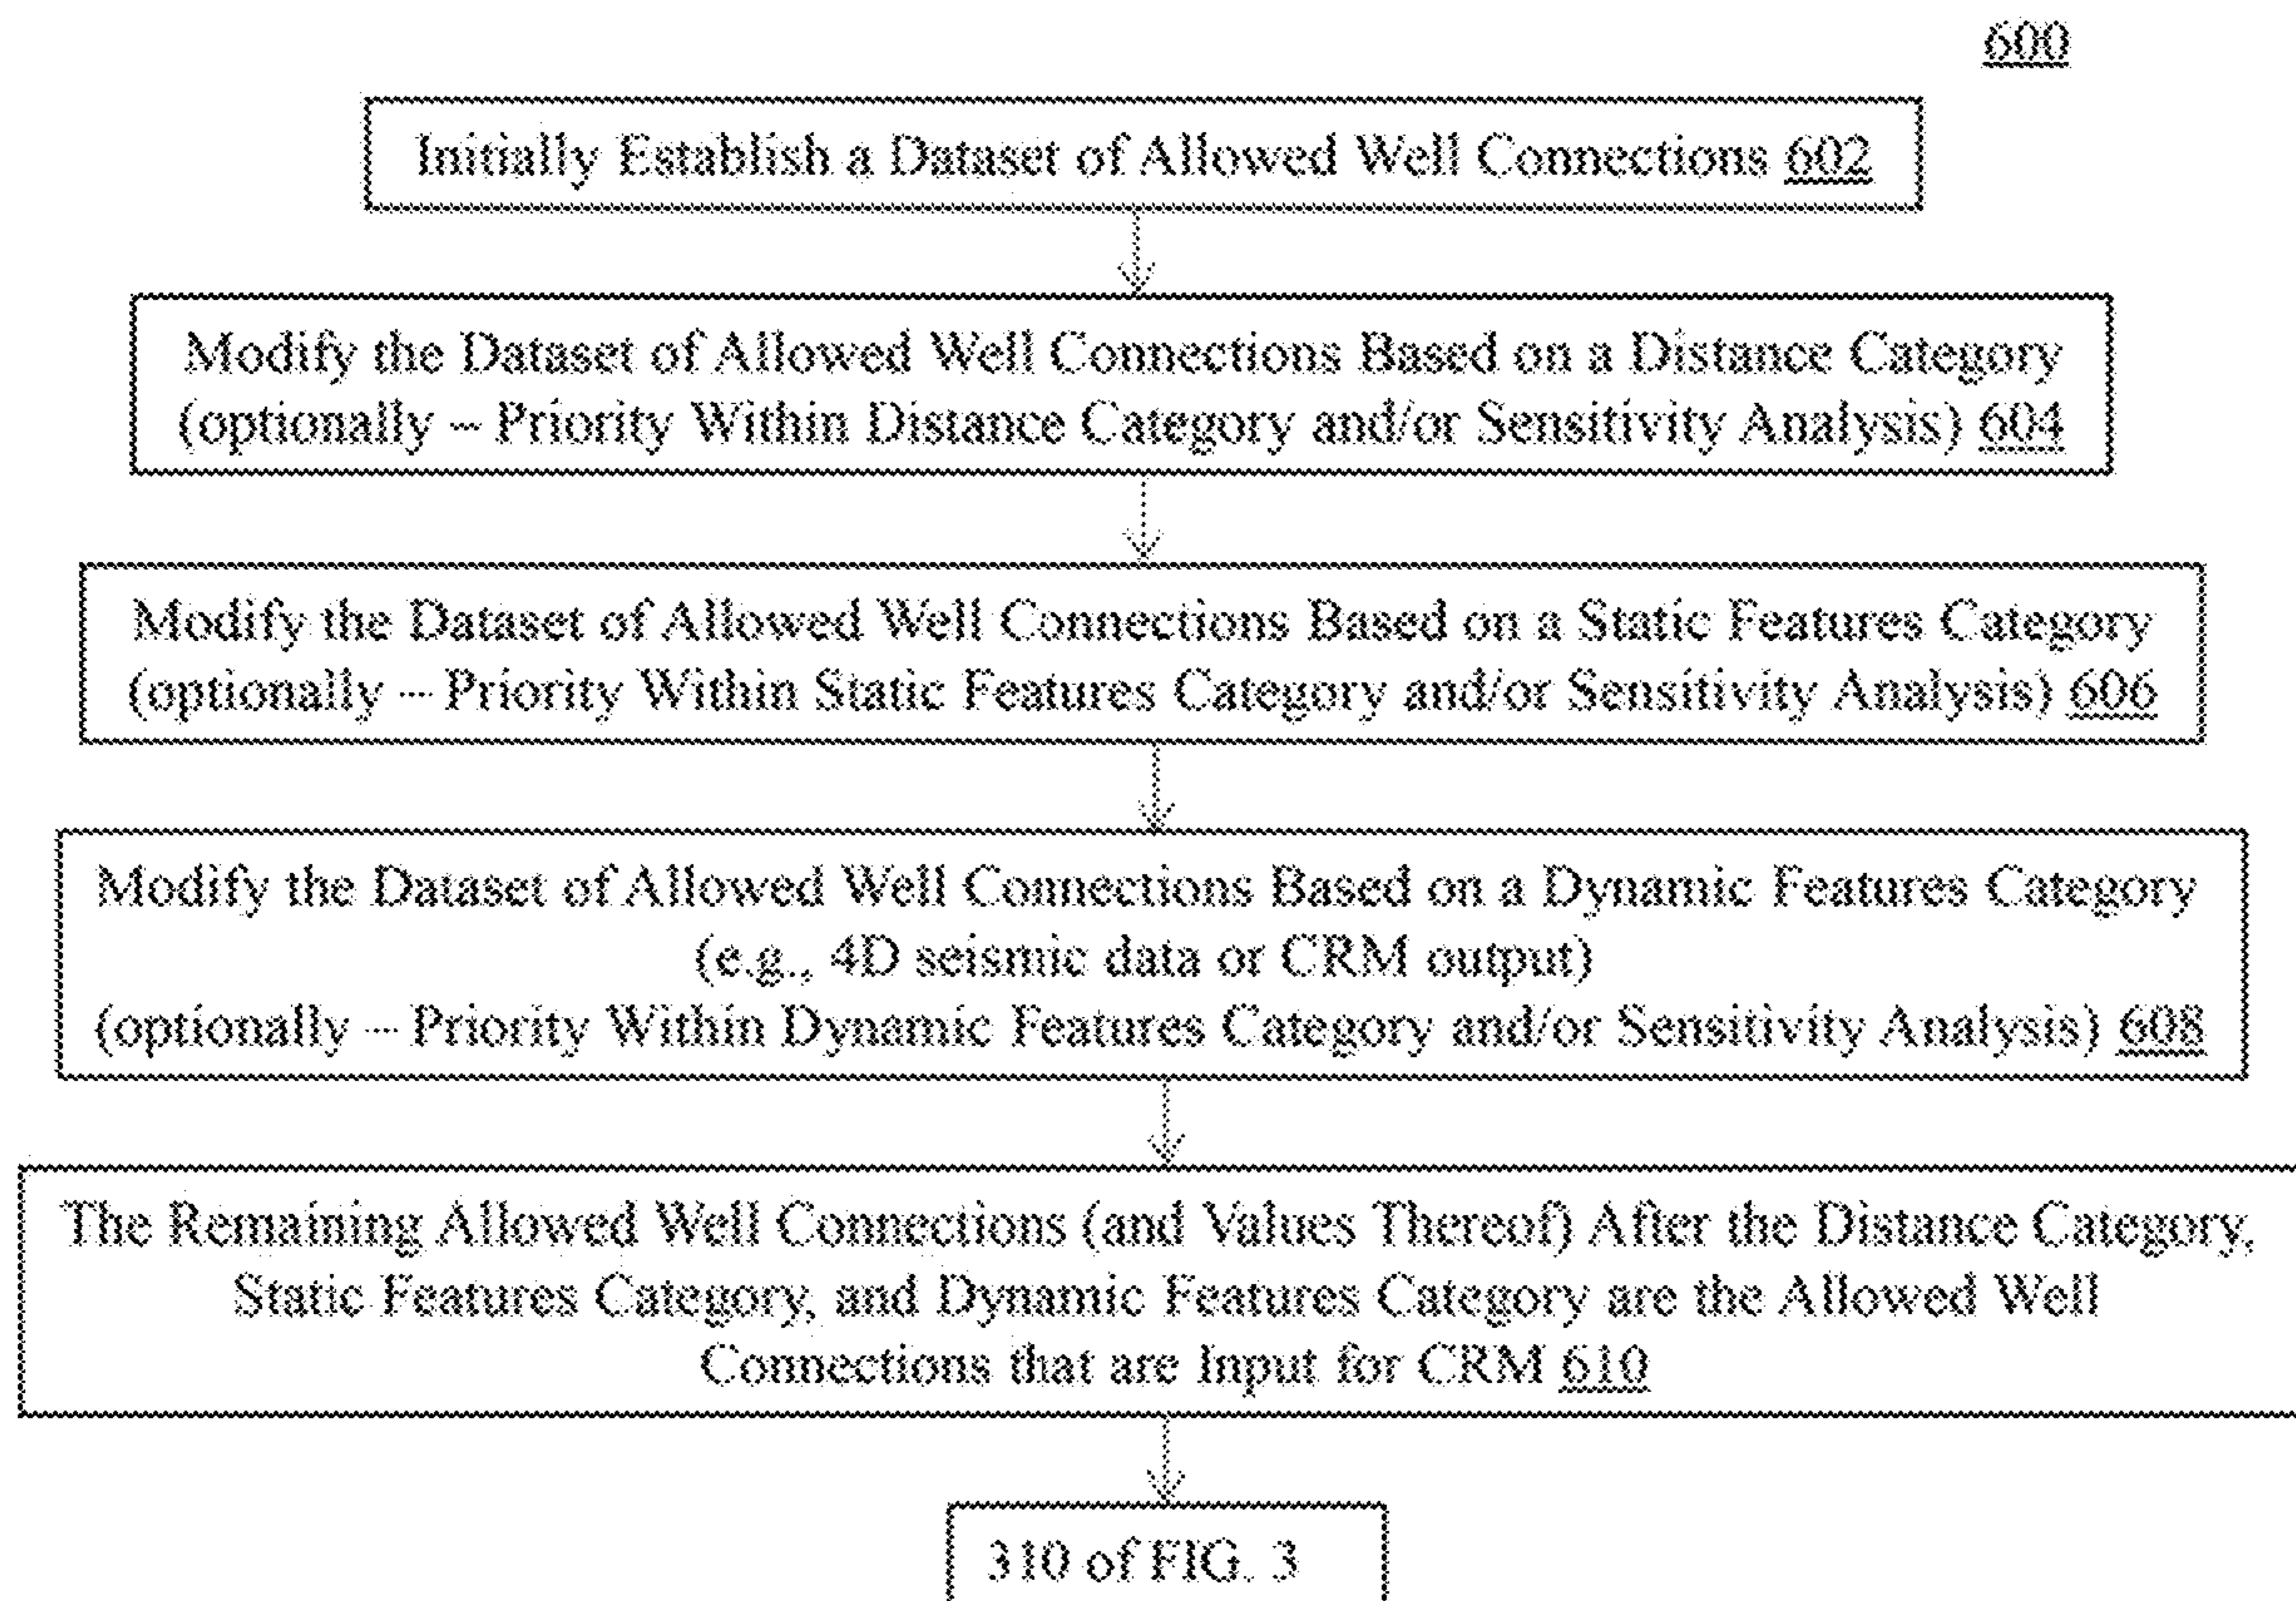 600
Initially Establish a Dataset of Allowed Well Connections 602
Modify the Dataset of Allowed Well Connections Based on a Distance Category
(optionally – Priority Within Distance Category and/or Sensitivity Analysis) 604
Modify the Dataset of Allowed Well Connections Based on a Static Features Category
(optionally – Priority Within Static Features Category and/or Sensitivity Analysis) 606
Modify the Dataset of Allowed Well Connections Based on a Dynamic Features Category
(e.g., 4D seismic data or CRM output)
(optionally – Priority Within Dynamic Features Category and/or Sensitivity Analysis) 608
The Remaining Allowed Well Connections (and Values Thereof) After the Distance Category,
Static Features Category, and Dynamic Features Category are the Allowed Well
Connections that are Input for CRM 610
310 of FIG. 3